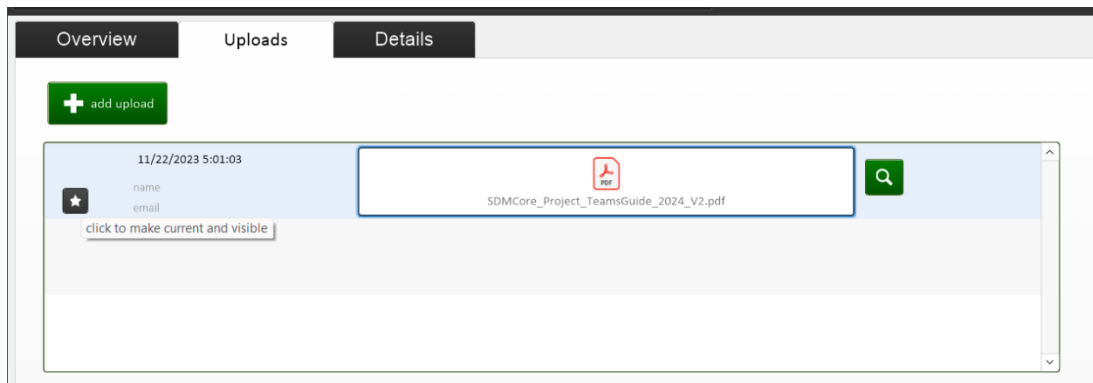 Overview Uploads Details
add upload
11/22/2023 5:01:03
name
email
PDF
SDMCore_Project_TeamsGuide_2024_V2.pdf
click to make current and visible